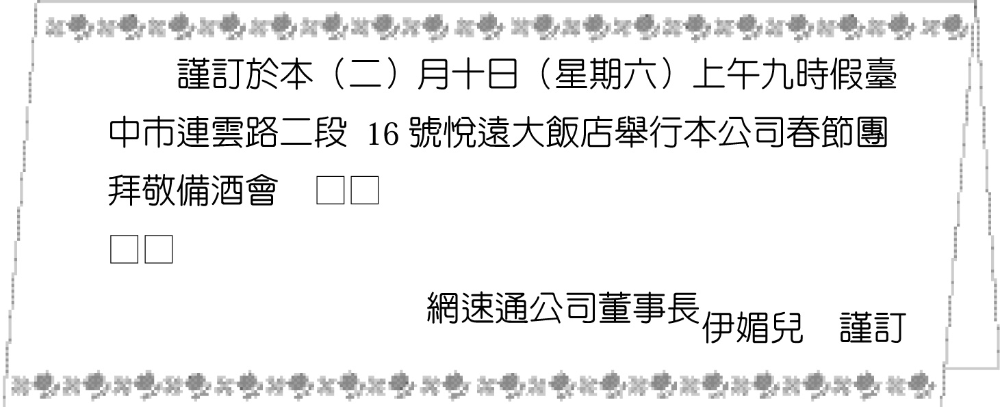 謹訂於本（二）月十日（星期六）上午九時假臺
中市連雲路二段 16 號悅遠大飯店舉行本公司春節團
拜敬備酒會　□□
□□
網速通公司董事長伊媚兒　謹訂